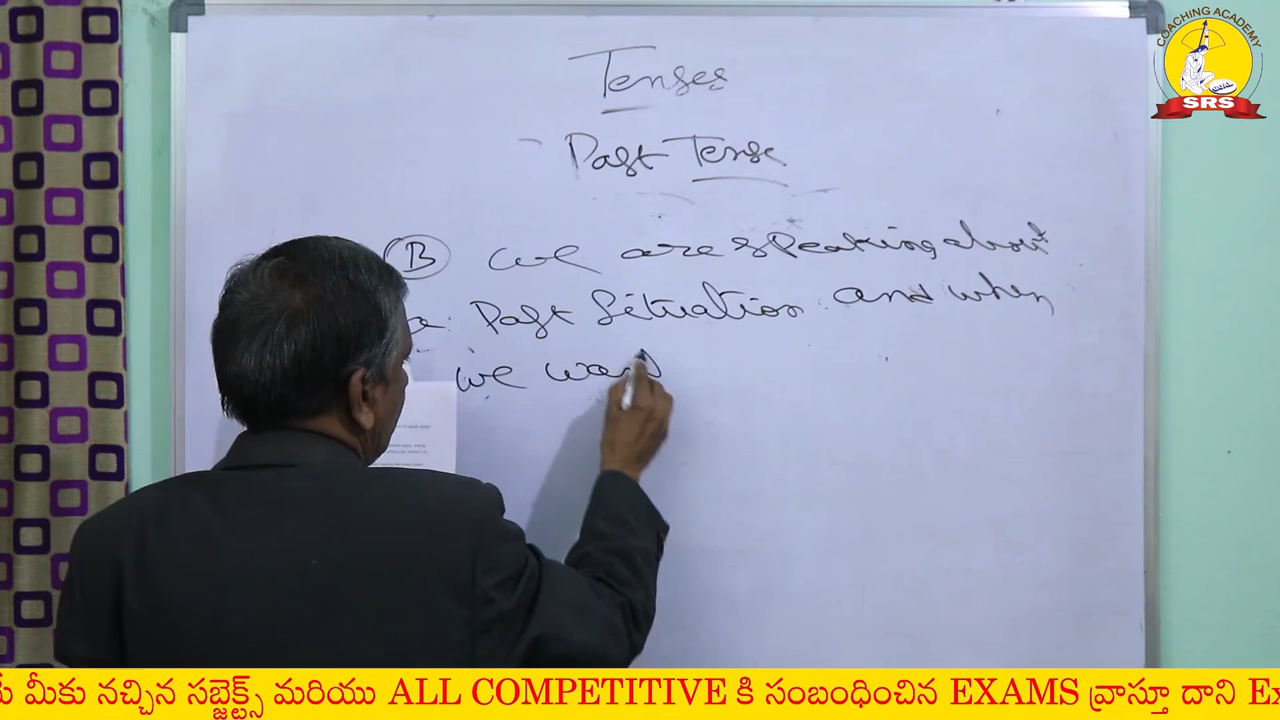 COACHING ACADEMY
SRS
Tenses
Past Tense
B we are speaking about
a Past Situation and when
we want
మీకు నచ్చిన సబ్జెక్ట్స్ మరియు ALL COMPETITIVE కి సంబంధించిన EXAMS వ్రాస్తూ దాని Ex